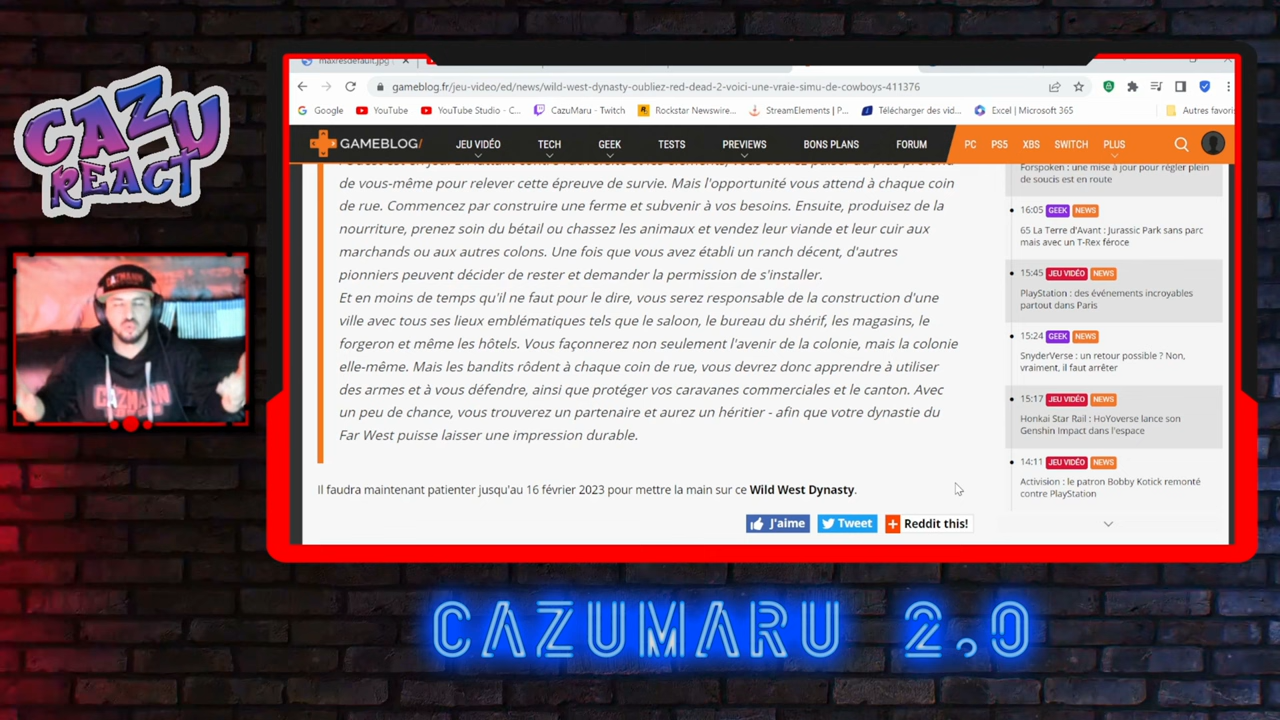 CAZU
REACT
maxresdefault.jpg
gameblog.fr/jeu-video/ed/news/wild-west-dynasty-oubliez-red-dead-2-voici-une-vraie-simu-de-cowboys-411376
Google YouTube YouTube Studio - C... CazuMaru - Twitch Rockstar Newswire... StreamElements | P... Télécharger des vid... Excel | Microsoft 365 Autres favoris
GAMEBLOG/ JEU VIDÉO TECH GEEK TESTS PREVIEWS BONS PLANS FORUM PC PS5 XBS SWITCH PLUS
de vous-même pour relever cette épreuve de survie. Mais l'opportunité vous attend à chaque coin
de rue. Commencez par construire une ferme et subvenir à vos besoins. Ensuite, produisez de la
nourriture, prenez soin du bétail ou chassez les animaux et vendez leur viande et leur cuir aux
marchands ou aux autres colons. Une fois que vous avez établi un ranch décent, d'autres
pionniers peuvent décider de rester et demander la permission de s'installer.
Et en moins de temps qu'il ne faut pour le dire, vous serez responsable de la construction d'une
ville avec tous ses lieux emblématiques tels que le saloon, le bureau du shérif, les magasins, le
forgeron et même les hôtels. Vous façonnerez non seulement l'avenir de la colonie, mais la colonie
elle-même. Mais les bandits rôdent à chaque coin de rue, vous devrez donc apprendre à utiliser
des armes et à vous défendre, ainsi que protéger vos caravanes commerciales et le canton. Avec
un peu de chance, vous trouverez un partenaire et aurez un héritier - afin que votre dynastie du
Far West puisse laisser une impression durable.
Il faudra maintenant patienter jusqu'au 16 février 2023 pour mettre la main sur ce Wild West Dynasty.
J'aime Tweet Reddit this!
Forspoken : une mise à jour pour régler plein
de soucis est en route
16:05 GEEK NEWS
65 La Terre d'Avant : Jurassic Park sans parc
mais avec un T-Rex féroce
15:45 JEU VIDÉO NEWS
PlayStation : des événements incroyables
partout dans Paris
15:24 GEEK NEWS
SnyderVerse : un retour possible ? Non,
vraiment, il faut arrêter
15:17 JEU VIDÉO NEWS
Honkai Star Rail : HoYoverse lance son
Genshin Impact dans l'espace
14:11 JEU VIDÉO NEWS
Activision : le patron Bobby Kotick remonté
contre PlayStation
CAZMANN
CAZUMARU 2.0